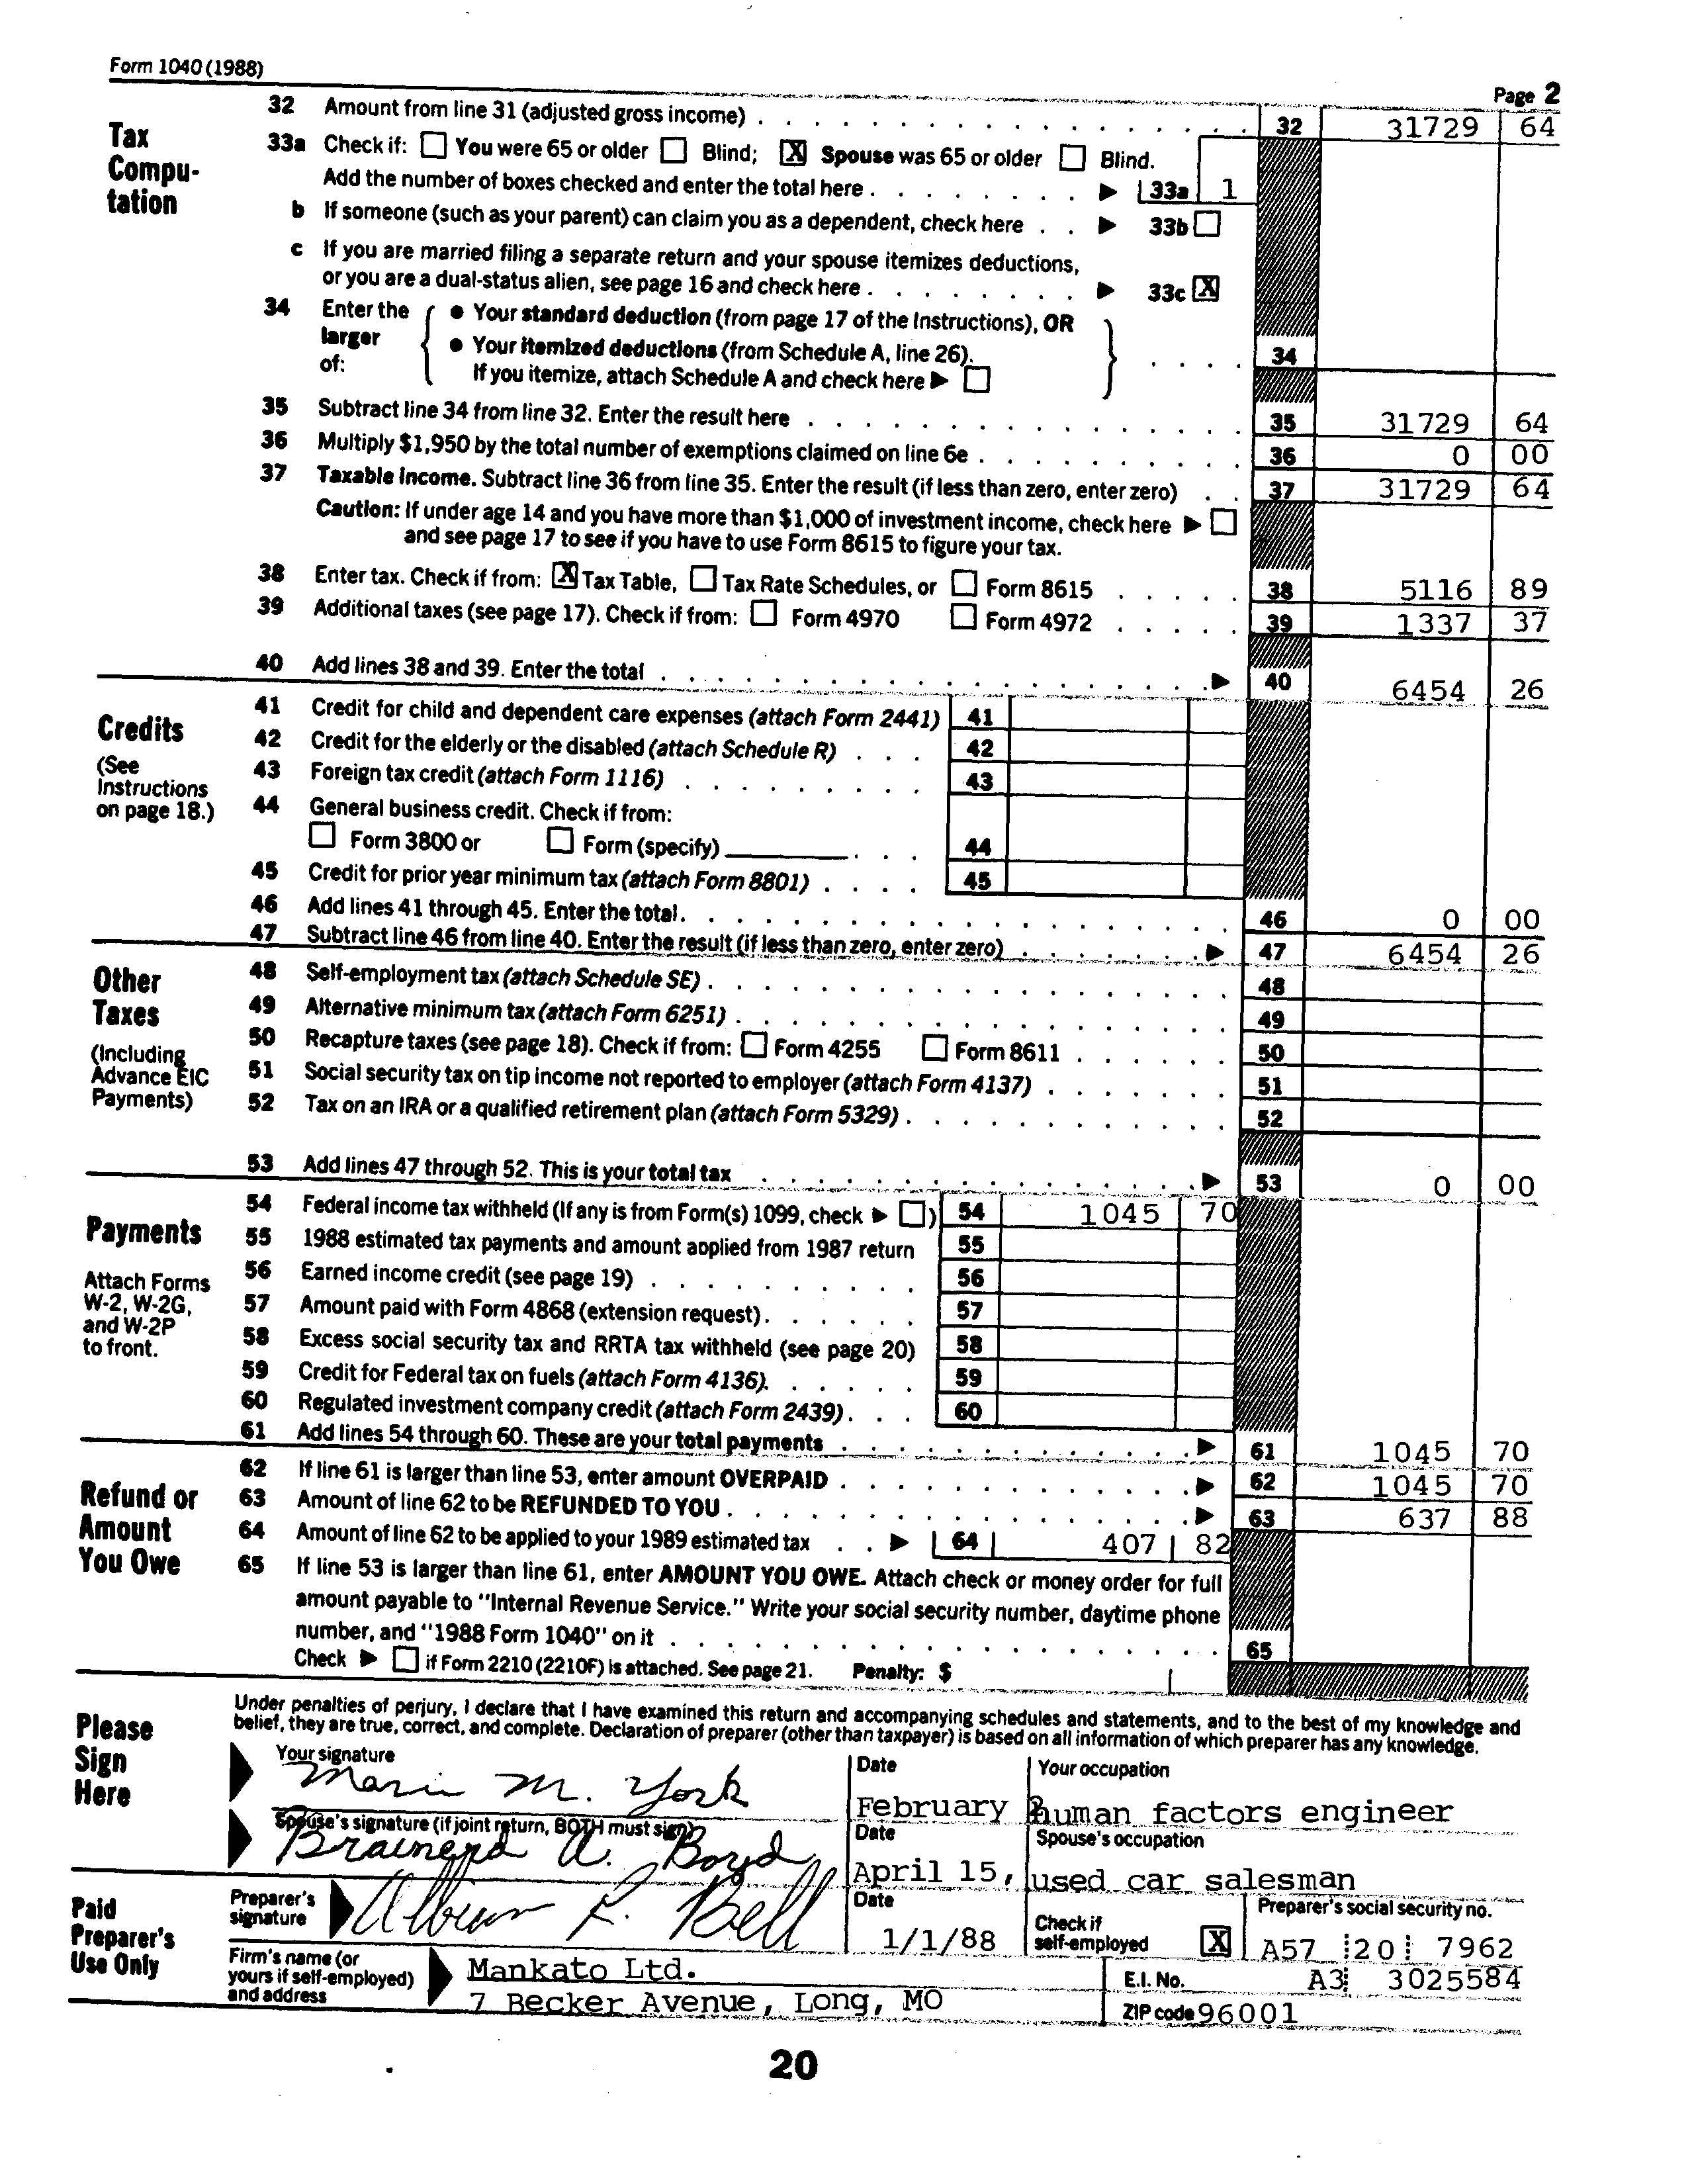 Form 1040 (1988)
Page 2
Tax Compu-tation
32 Amount from line 31 (adjusted gross income) . . . 32 31729 64
33a Check if: ☐ You were 65 or older ☐ Blind; ☒ Spouse was 65 or older ☐ Blind.
Add the number of boxes checked and enter the total here . . . ▶ 33a 1
b If someone (such as your parent) can claim you as a dependent, check here . . ▶ 33b ☐
c If you are married filing a separate return and your spouse itemizes deductions,
or you are a dual-status alien, see page 16 and check here . . . ▶ 33c ☒
34 Enter the larger of: { ● Your standard deduction (from page 17 of the Instructions), OR
● Your itemized deductions (from Schedule A, line 26).
If you itemize, attach Schedule A and check here ▶ ☐ } . . . . 34
35 Subtract line 34 from line 32. Enter the result here . . . 35 31729 64
36 Multiply $1,950 by the total number of exemptions claimed on line 6e . . . 36 0 00
37 Taxable income. Subtract line 36 from line 35. Enter the result (if less than zero, enter zero) . . 37 31729 64
Caution: If under age 14 and you have more than $1,000 of investment income, check here ▶ ☐
and see page 17 to see if you have to use Form 8615 to figure your tax.
38 Enter tax. Check if from: ☒ Tax Table, ☐ Tax Rate Schedules, or ☐ Form 8615 . . . 38 5116 89
39 Additional taxes (see page 17). Check if from: ☐ Form 4970 ☐ Form 4972 . . . 39 1337 37
40 Add lines 38 and 39. Enter the total . . . ▶ 40 6454 26
Credits
(See Instructions on page 18.)
41 Credit for child and dependent care expenses (attach Form 2441) 41
42 Credit for the elderly or the disabled (attach Schedule R) . . . 42
43 Foreign tax credit (attach Form 1116) . . . 43
44 General business credit. Check if from:
☐ Form 3800 or ☐ Form (specify) . . . 44
45 Credit for prior year minimum tax (attach Form 8801) . . . . 45
46 Add lines 41 through 45. Enter the total. . . . 46 0 00
47 Subtract line 46 from line 40. Enter the result (if less than zero, enter zero) . . . ▶ 47 6454 26
Other Taxes
(Including Advance EIC Payments)
48 Self-employment tax (attach Schedule SE) . . . 48
49 Alternative minimum tax (attach Form 6251) . . . 49
50 Recapture taxes (see page 18). Check if from: ☐ Form 4255 ☐ Form 8611 . . . 50
51 Social security tax on tip income not reported to employer (attach Form 4137) . . . 51
52 Tax on an IRA or a qualified retirement plan (attach Form 5329) . . . 52
53 Add lines 47 through 52. This is your total tax . . . ▶ 53 0 00
Payments
Attach Forms W-2, W-2G, and W-2P to front.
54 Federal income tax withheld (If any is from Form(s) 1099, check ▶ ☐) 54 1045 70
55 1988 estimated tax payments and amount applied from 1987 return 55
56 Earned income credit (see page 19) . . . 56
57 Amount paid with Form 4868 (extension request) . . . 57
58 Excess social security tax and RRTA tax withheld (see page 20) 58
59 Credit for Federal tax on fuels (attach Form 4136). . . . 59
60 Regulated investment company credit (attach Form 2439) . . . 60
61 Add lines 54 through 60. These are your total payments . . . ▶ 61 1045 70
Refund or Amount You Owe
62 If line 61 is larger than line 53, enter amount OVERPAID . . . ▶ 62 1045 70
63 Amount of line 62 to be REFUNDED TO YOU . . . ▶ 63 637 88
64 Amount of line 62 to be applied to your 1989 estimated tax . . ▶ 64 407 82
65 If line 53 is larger than line 61, enter AMOUNT YOU OWE. Attach check or money order for full
amount payable to "Internal Revenue Service." Write your social security number, daytime phone
number, and "1988 Form 1040" on it . . . 65
Check ▶ ☐ if Form 2210 (2210F) is attached. See page 21. Penalty: $
Please Sign Here
Under penalties of perjury, I declare that I have examined this return and accompanying schedules and statements, and to the best of my knowledge and
belief, they are true, correct, and complete. Declaration of preparer (other than taxpayer) is based on all information of which preparer has any knowledge.
Your signature Date Your occupation
Marie M. York February human factors engineer
Spouse's signature (if joint return, BOTH must sign) Date Spouse's occupation
Brainerd A. Boyd April 15, used car salesman
Paid Preparer's Use Only
Preparer's signature Date Check if self-employed ☒ Preparer's social security no.
Album L. Bell 1/1/88 A57 20 7962
Firm's name (or yours if self-employed) and address
Mankato Ltd. E.I. No. A3 3025584
7 Becker Avenue, Long, MO ZIP code 96001
20